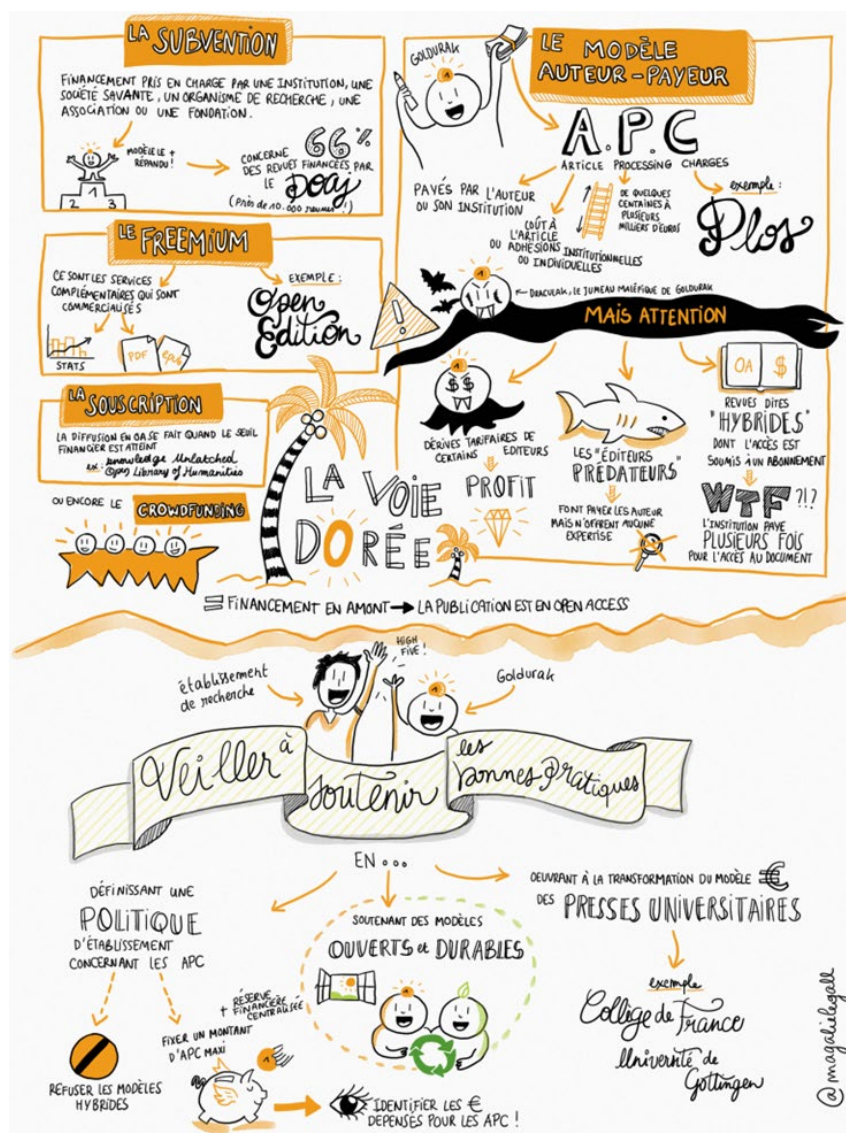 LA SUBVENTION
FINANCEMENT PRIS EN CHARGE PAR UNE INSTITUTION, UNE
SOCIÉTÉ SAVANTE, UN ORGANISME DE RECHERCHE, UNE
ASSOCIATION OU UNE FONDATION.
MODÈLE LE +
RÉPANDU !
1
2 3
CONCERNE 66%
DES REVUES FINANCÉES PAR
LE DOAJ
(Près de 10.000 revues !)
LE FREEMIUM
CE SONT LES SERVICES
COMPLÉMENTAIRES QUI SONT
COMMERCIALISÉS
STATS
PDF
epub
EXEMPLE :
Open
Edition
LA SOUSCRIPTION
LA DIFFUSION EN OA SE FAIT QUAND LE SEUIL
FINANCIER EST ATTEINT
ex: Knowledge Unlatched
Open Library of Humanities
OU ENCORE LE CROWDFUNDING
GOLDURAK
LE MODÈLE
AUTEUR-PAYEUR
A.P.C
ARTICLE PROCESSING CHARGES
PAYÉS PAR L'AUTEUR
OU SON INSTITUTION
COÛT À
L'ARTICLE
OU ADHÉSIONS INSTITUTIONNELLES
OU INDIVIDUELLES
DE QUELQUES
CENTAINES À
PLUSIEURS
MILLIERS D'EUROS
exemple :
Plos
DRACULAK, LE JUMEAU MALÉFIQUE DE GOLDURAK
!
MAIS ATTENTION
$ $
DÉRIVES TARIFAIRES DE
CERTAINS EDITEURS
PROFIT
LES "ÉDITEURS
PRÉDATEURS"
FONT PAYER LES AUTEUR
MAIS N'OFFRENT AUCUNE
EXPERTISE
OA $
REVUES DITES
"HYBRIDES"
DONT L'ACCÈS EST
SOUMIS À UN ABONNEMENT
WTF ?!?
L'INSTITUTION PAYE
PLUSIEURS FOIS
POUR L'ACCÈS AU DOCUMENT
LA VOIE
DORÉE
= FINANCEMENT EN AMONT → LA PUBLICATION EST EN OPEN ACCESS
établissement
de recherche
HIGH
FIVE !
Goldurak
Veiller à
soutenir
les
bonnes pratiques
EN ...
DÉFINISSANT UNE
POLITIQUE
D'ÉTABLISSEMENT
CONCERNANT LES APC
REFUSER LES MODÈLES
HYBRIDES
FIXER UN MONTANT
D'APC MAXI
+ RÉSERVE
FINANCIÈRE
CENTRALISÉE
IDENTIFIER LES €
DÉPENSÉS POUR LES APC !
SOUTENANT DES MODÈLES
OUVERTS et DURABLES
OEUVRANT À LA TRANSFORMATION DU MODÈLE €
DES PRESSES UNIVERSITAIRES
exemple
Collège de France
Université de
Gottingen
@magalilegall